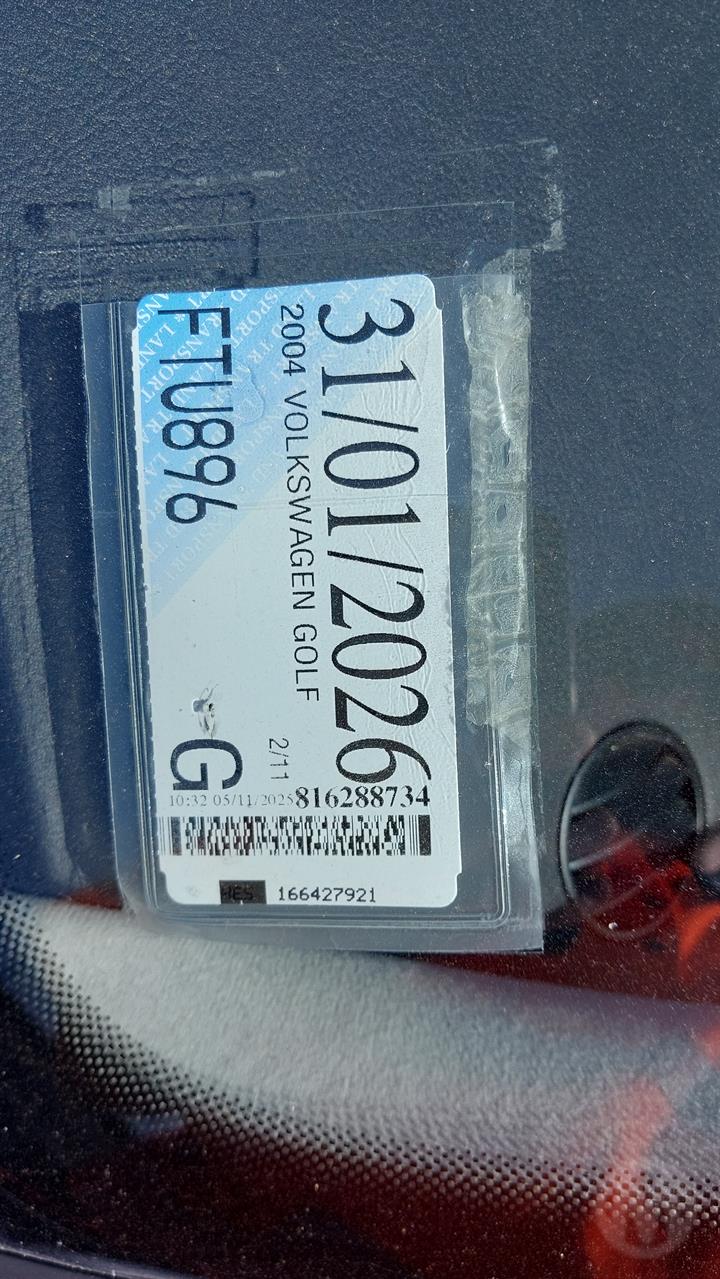 31/01/2026
2004 VOLKSWAGEN GOLF
2/11
FTU896
G
816288734
10:32 05/11/2025
166427921